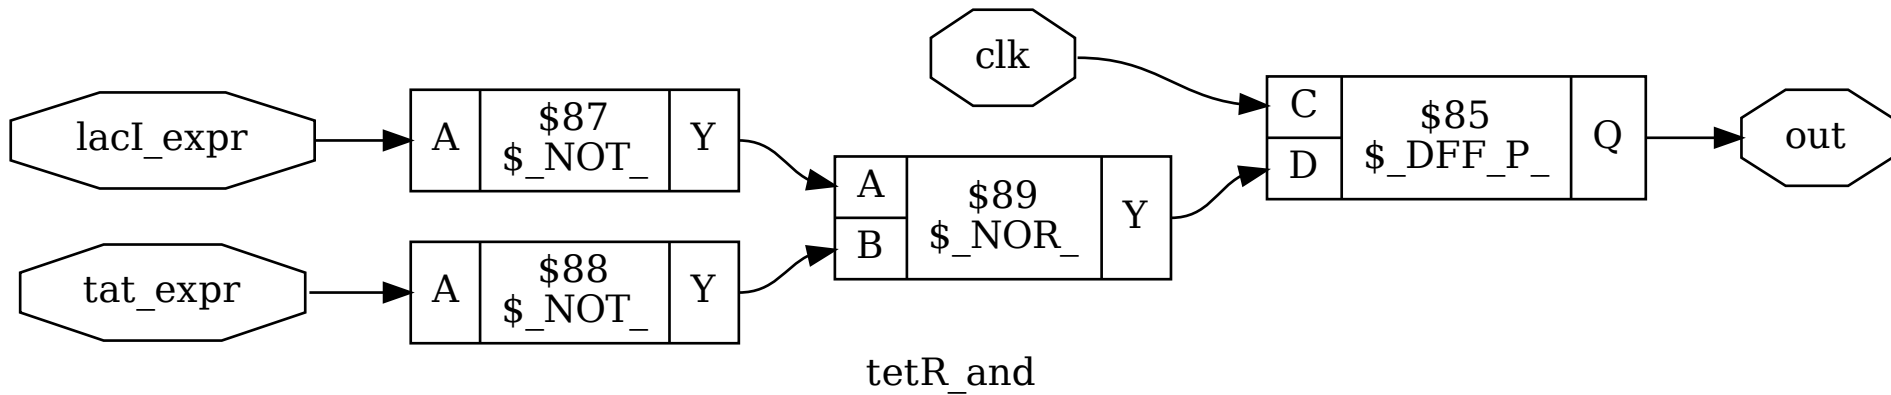 clk
lacI_expr
A
$87
$_NOT_
Y
tat_expr
A
$88
$_NOT_
Y
A
B
$89
$_NOR_
Y
C
D
$85
$_DFF_P_
Q
out
tetR_and